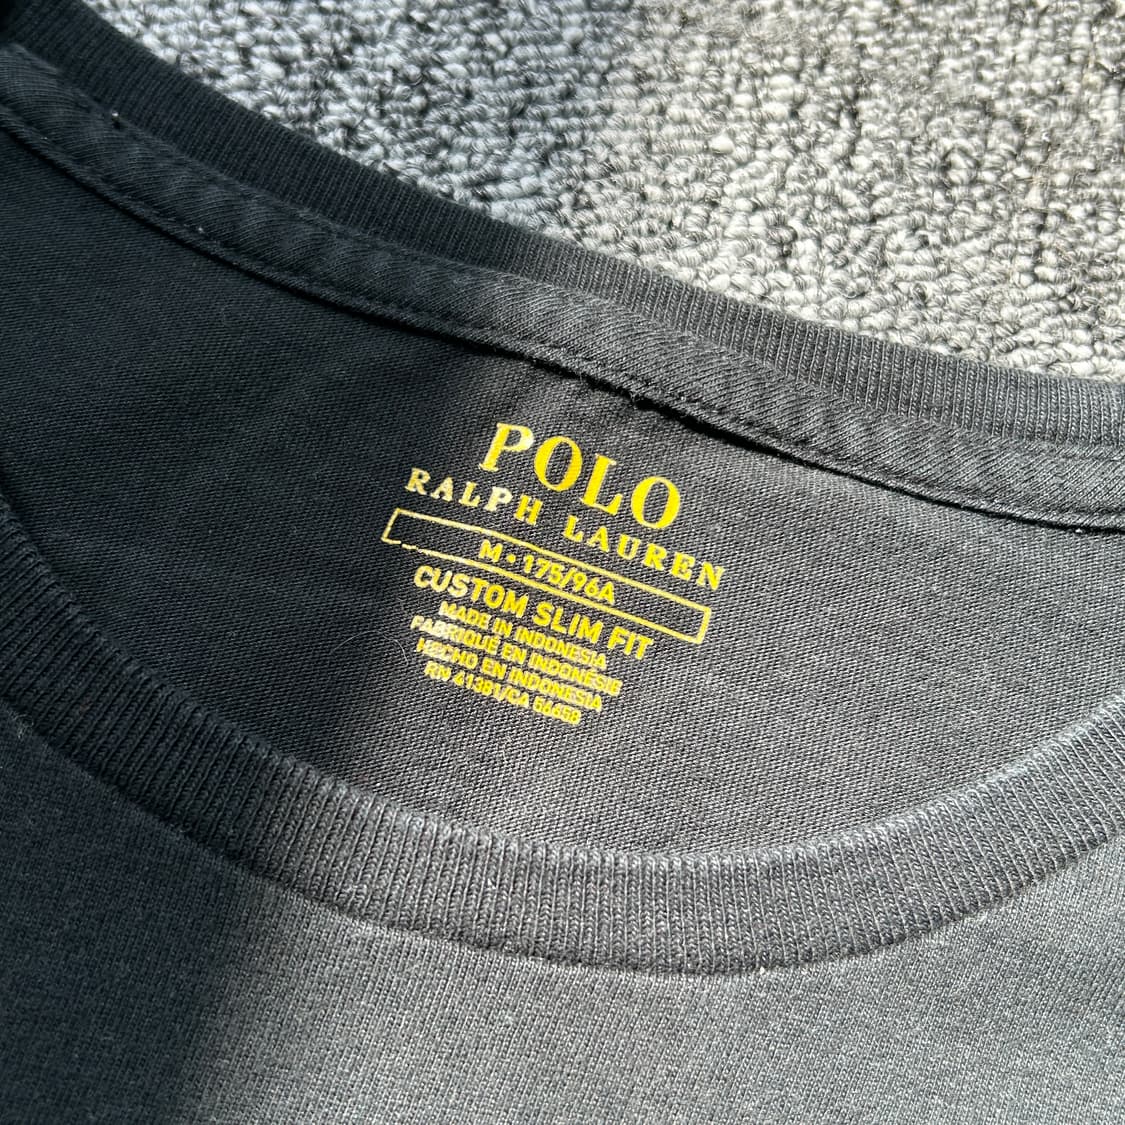 POLO
RALPH LAUREN
M • 175/96A
CUSTOM SLIM FIT
MADE IN INDONESIA
FABRIQUÉ EN INDONÉSIE
HECHO EN INDONESIA
RN 41381/CA 56658